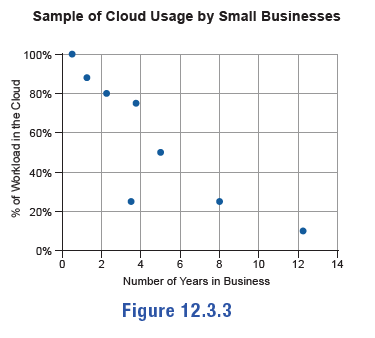 Sample of Cloud Usage by Small Businesses
% of Workload in the Cloud
100%
80%
60%
40%
20%
0%
0 2 4 6 8 10 12 14
Number of Years in Business
Figure 12.3.3